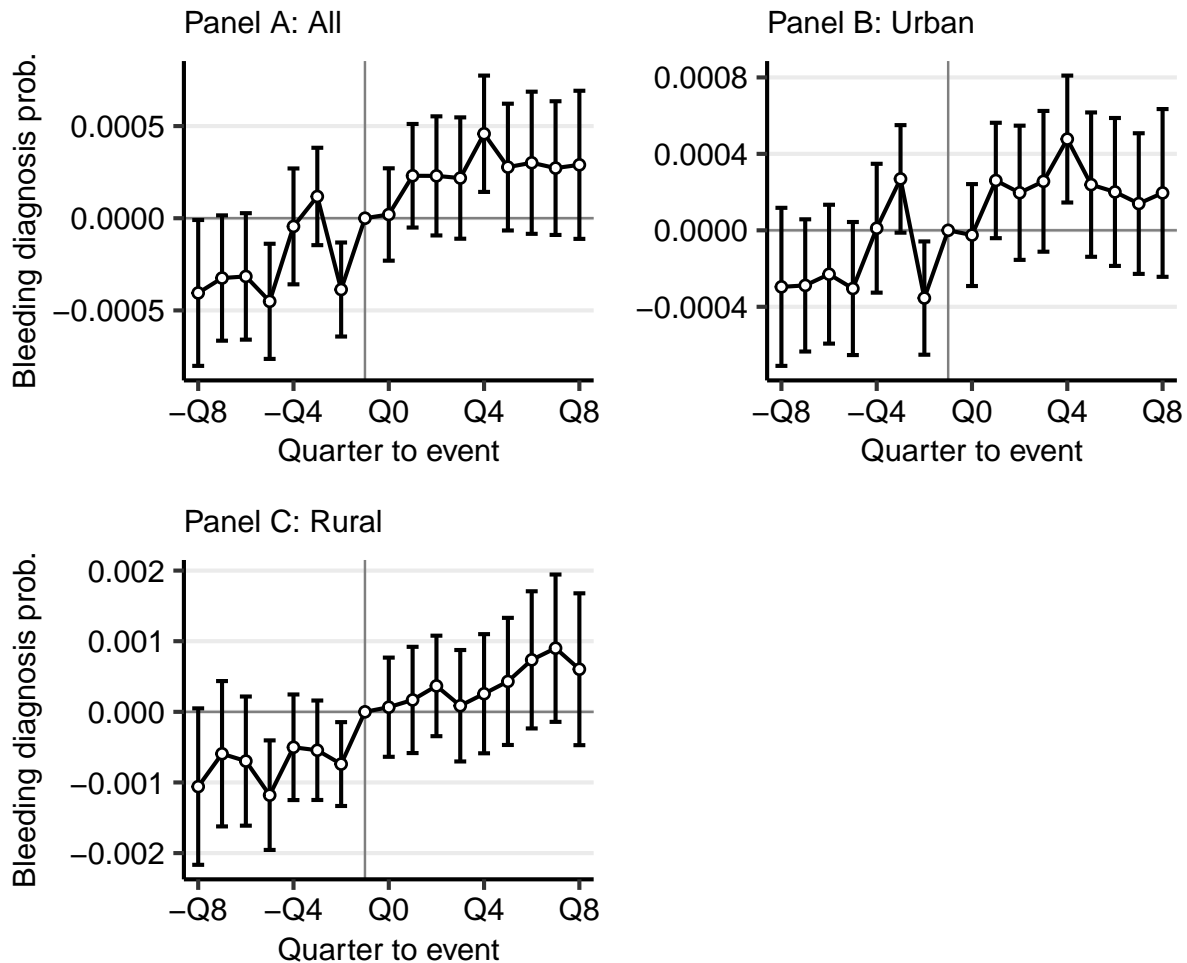 Panel A: All
Bleeding diagnosis prob.
0.0005
0.0000
−0.0005
−Q8 −Q4 Q0 Q4 Q8
Quarter to event
Panel B: Urban
0.0008
0.0004
0.0000
−0.0004
−Q8 −Q4 Q0 Q4 Q8
Quarter to event
Panel C: Rural
Bleeding diagnosis prob.
0.002
0.001
0.000
−0.001
−0.002
−Q8 −Q4 Q0 Q4 Q8
Quarter to event